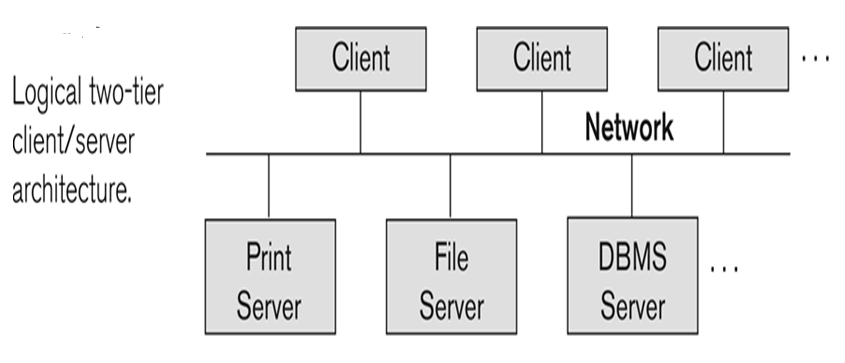 Logical two-tier
client/server
architecture.
Client
Client
Client
...
Network
Print
Server
File
Server
DBMS
Server
...